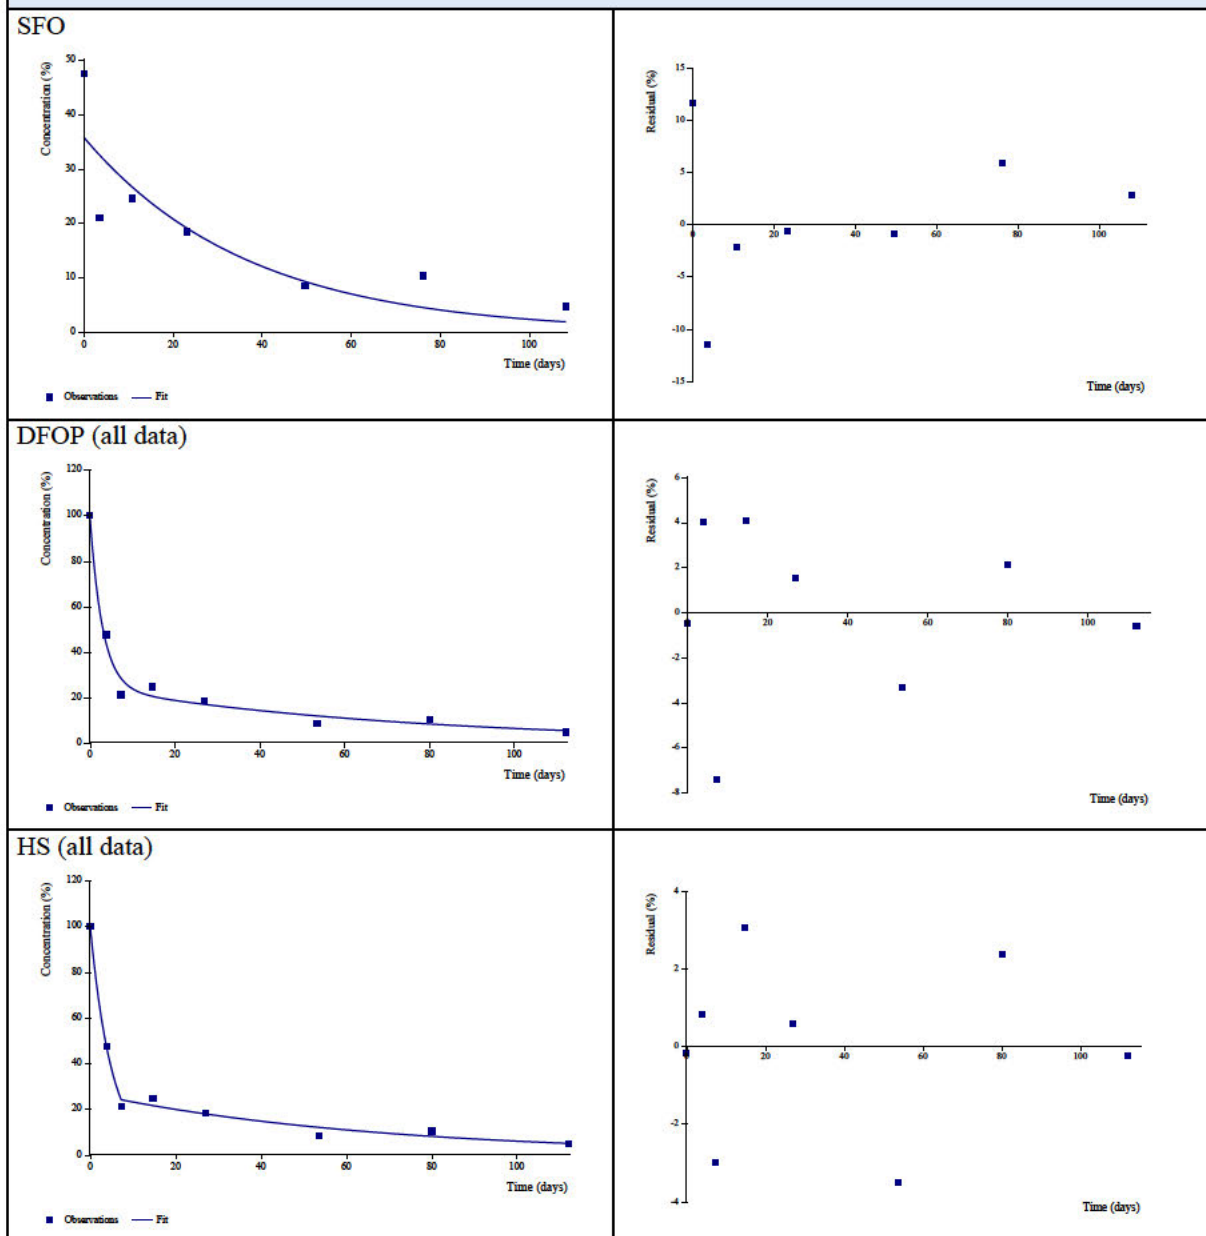 SFO
Concentration (%)
50
40
30
20
10
0
0 20 40 60 80 100
Time (days)
Observations Fit
Residual (%)
15
10
5
0
0 20 40 60 80 100
-5
-10
-15
Time (days)
DFOP (all data)
Concentration (%)
120
100
80
60
40
20
0
0 20 40 60 80 100
Time (days)
Observations Fit
Residual (%)
6
4
2
0
0 20 40 60 80 100
-2
-4
-6
-8
Time (days)
HS (all data)
Concentration (%)
120
100
80
60
40
20
0
0 20 40 60 80 100
Time (days)
Observations Fit
Residual (%)
4
2
0
0 20 40 60 80 100
-2
-4
Time (days)